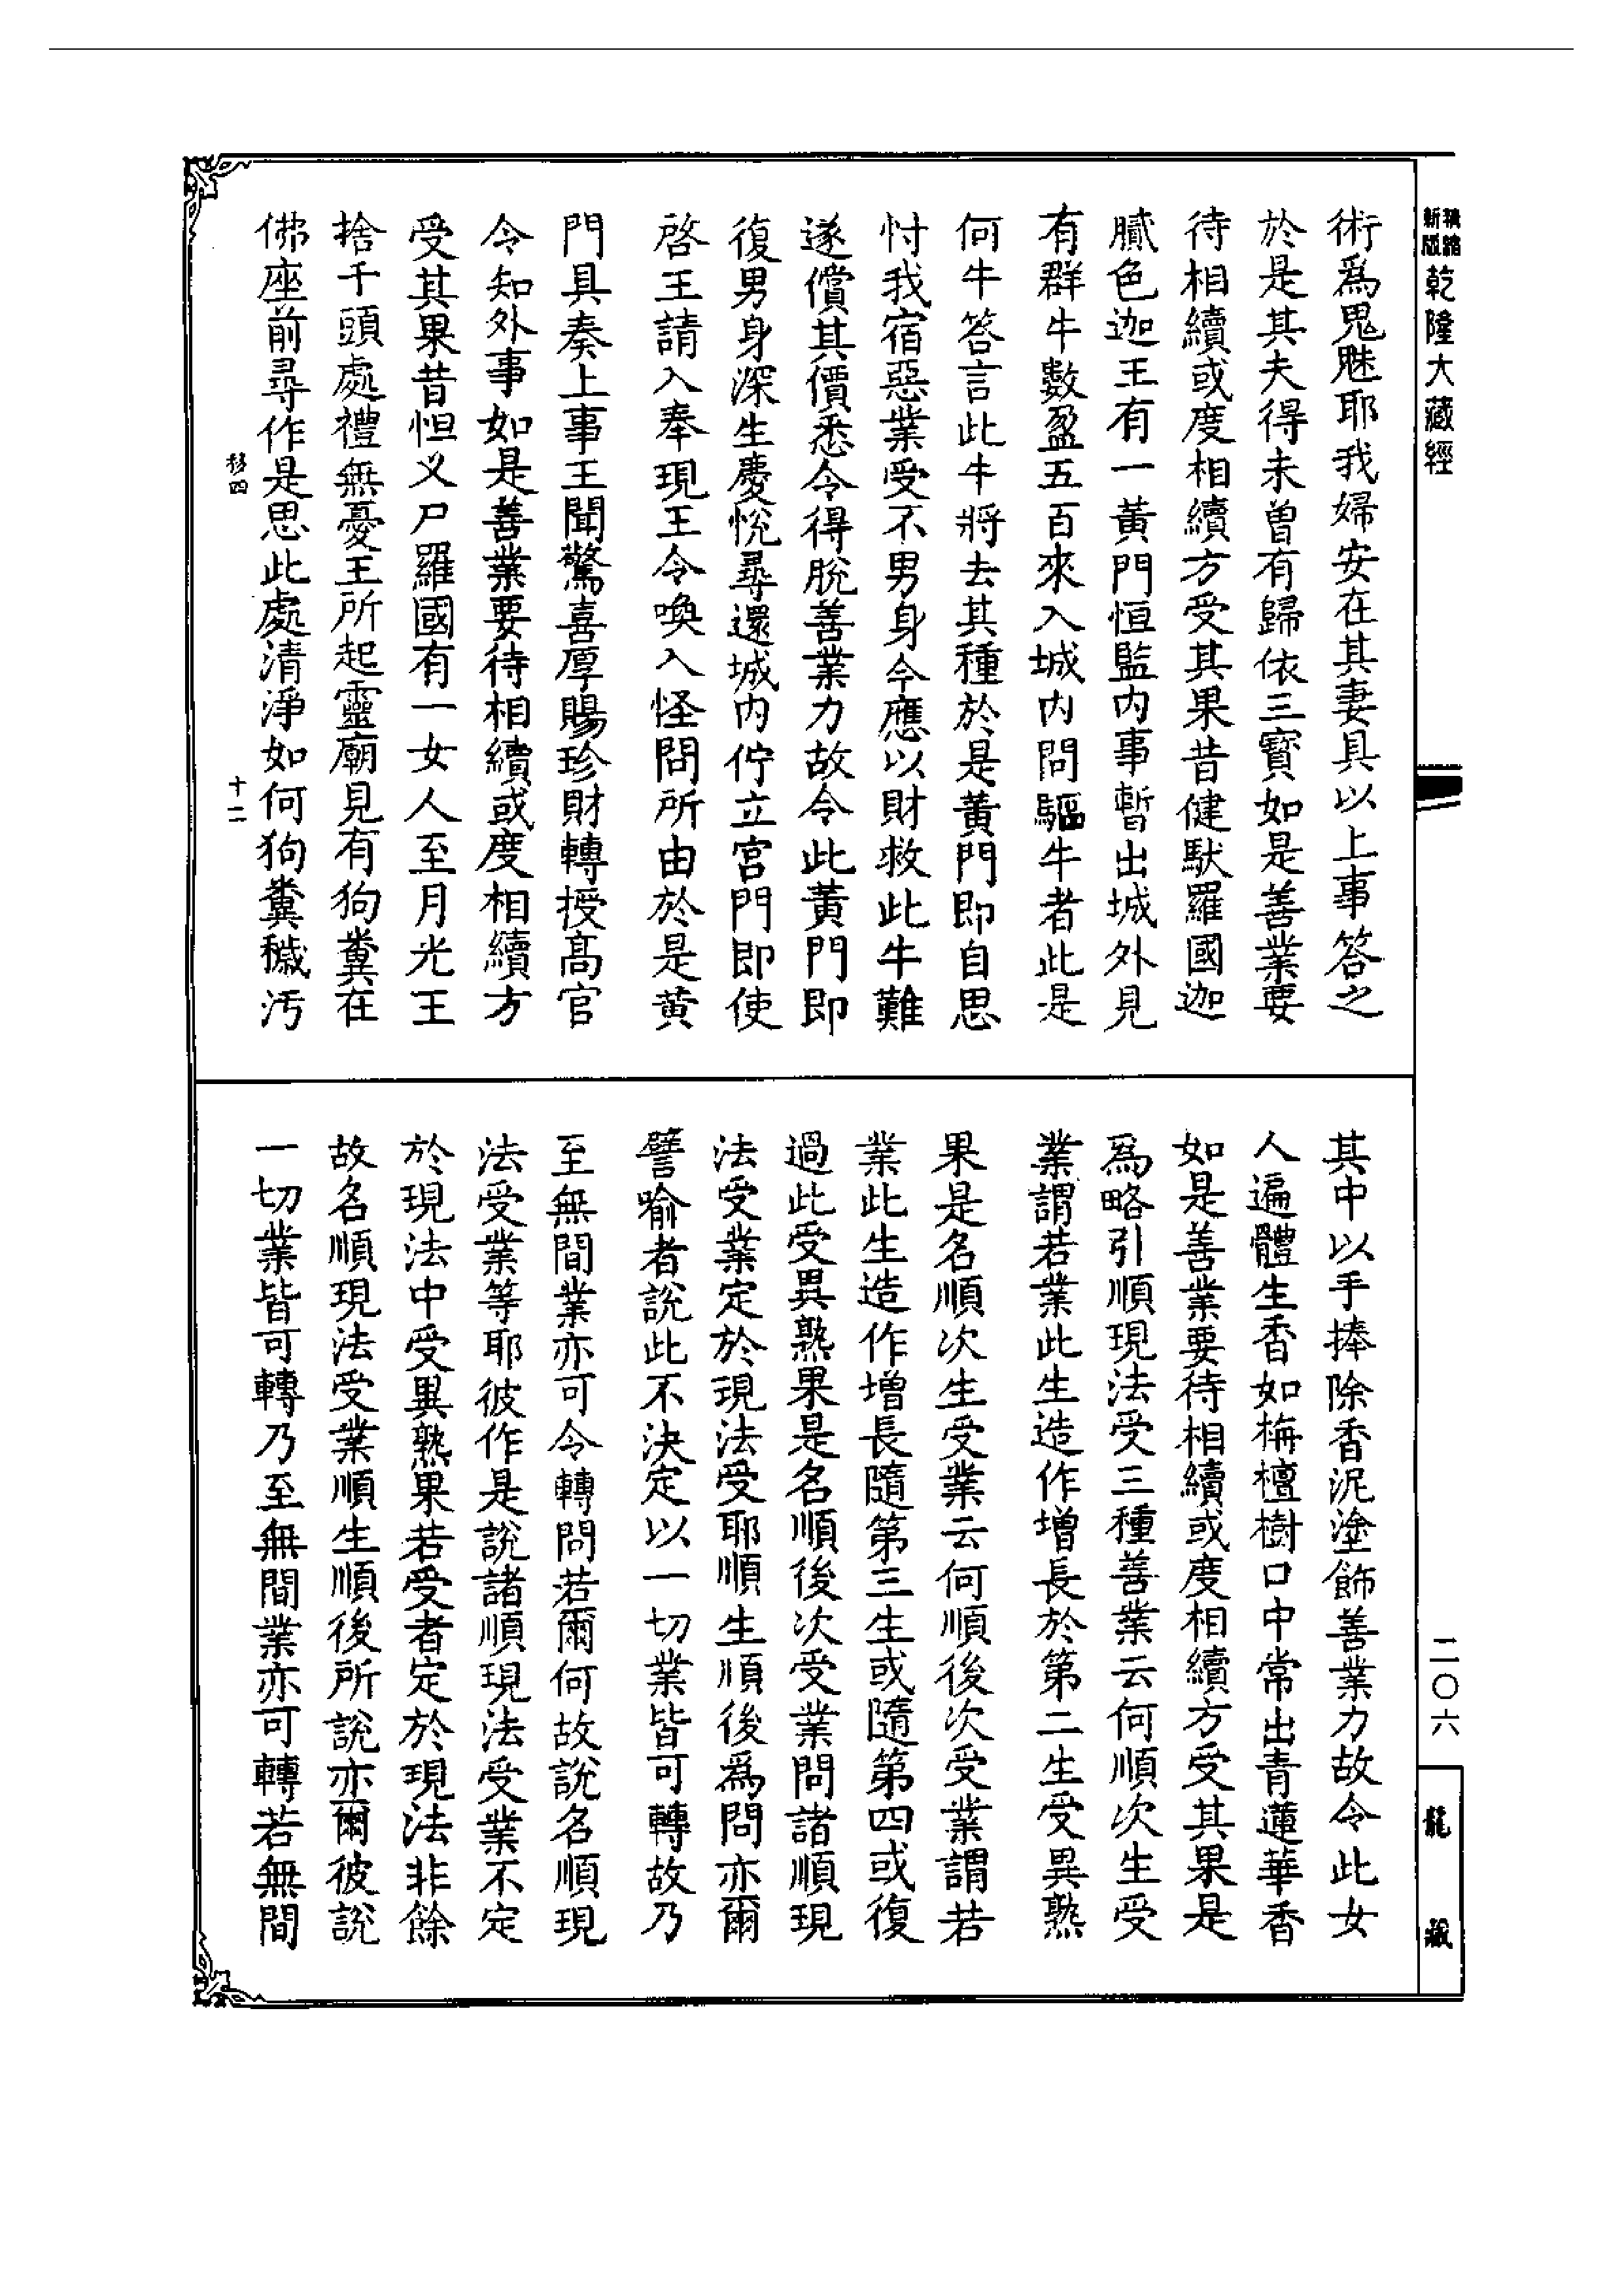 精縮
新版
乾隆大藏經
術爲鬼魅耶我婦安在其妻具以上事答之
於是其夫得未曾有歸依三寳如是善業要
待相續或度相續方受其果昔健馱羅國迦
膩色迦王有一黃門恒監内事暫出城外見
有群牛數盈五百來入城内問驅牛者此是
何牛答言此牛將去其種於是黃門即自思
忖我宿惡業受不男身今應以財救此牛難
遂償其價悉令得脫善業力故令此黃門即
復男身深生慶悅尋還城内佇立宮門附使
啓王請入奉現王令喚入怪問所由於是黃
門具奏上事王聞驚喜厚賜珍財轉授高官
令知外事如是善業要待相續或度相續方
受其果昔怛义尸羅國有一女人至月光王
捨千頭處禮無憂王所起靈廟見有狗糞在
佛座前尋作是思此處清淨如何狗糞穢汚
移四
十二
其中以手捧除香泥塗飾善業力故令此女
人遍體生香如栴檀樹口中常出青蓮華香
如是善業要待相續或度相續方受其果是
爲略引順現法受三種善業云何順次生受
業謂若業此生造作增長於第二生受異熟
果是名順次生受業云何順後次受業謂若
業此生造作增長隨第三生或隨第四或復
過此受異熟果是名順後次受業問諸順現
法受業定於現法受耶順生順後爲問亦爾
譬喻者說此不決定以一切業皆可轉故乃
至無間業亦可令轉問若爾何故說名順現
法受業等耶彼作是說諸順現法受業不定
於現法中受異熟果若受者定於現法非餘
故名順現法受業順生順後所說亦爾彼說
一切業皆可轉乃至無間業亦可轉若無間
二〇六
龍
藏